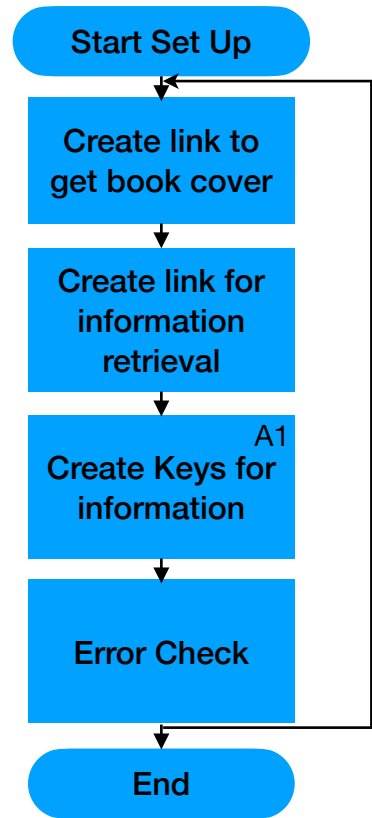 Start Set Up
Create link to
get book cover
Create link for
information
retrieval
A1
Create Keys for
information
Error Check
End